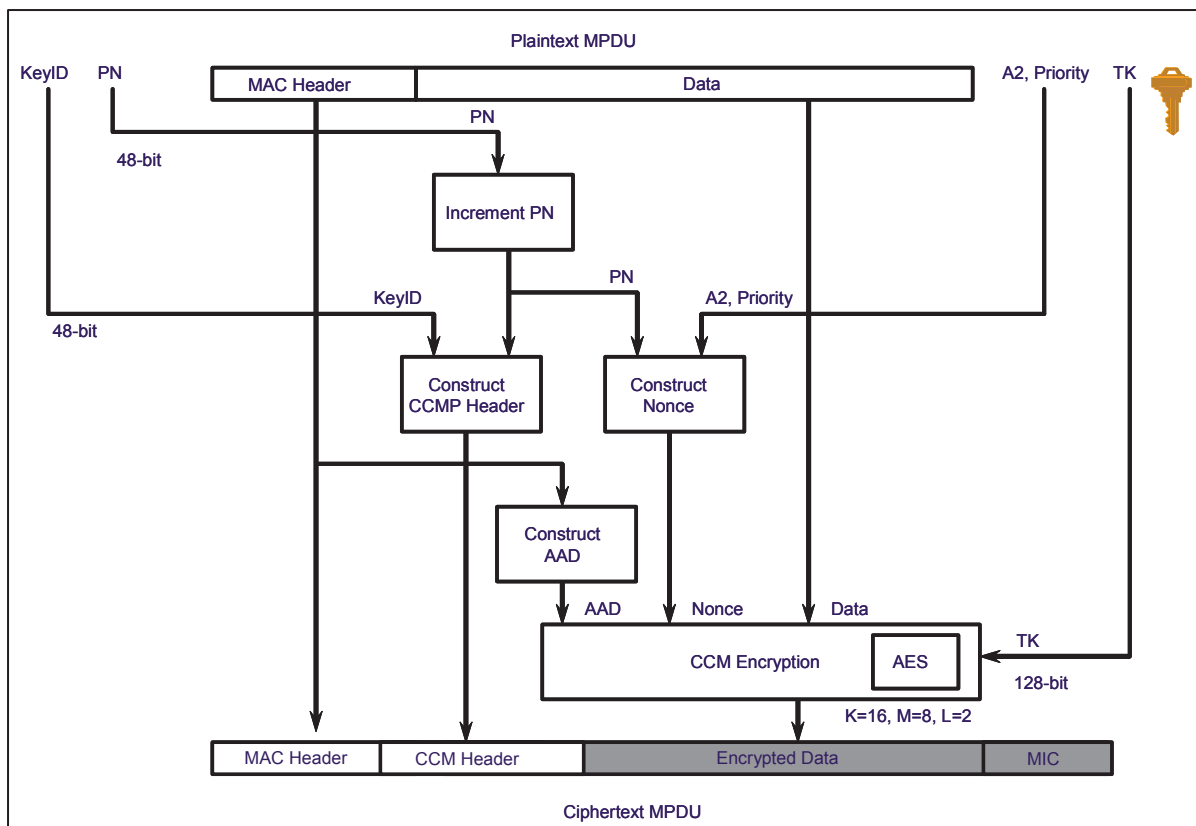 Plaintext MPDU
KeyID
PN
MAC Header
Data
A2, Priority
TK
PN
48-bit
Increment PN
PN
KeyID
A2, Priority
48-bit
Construct
CCMP Header
Construct
Nonce
Construct
AAD
AAD
Nonce
Data
CCM Encryption
AES
TK
128-bit
K=16, M=8, L=2
MAC Header
CCM Header
Encrypted Data
MIC
Ciphertext MPDU